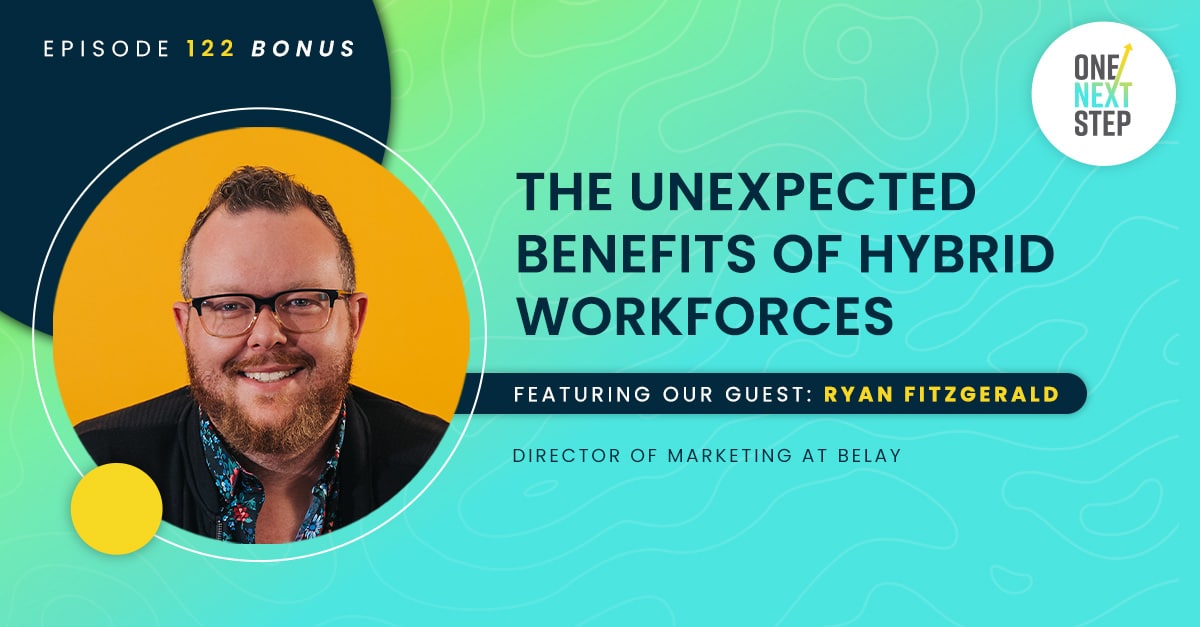 EPISODE 122 BONUS
ONE
NEXT
STEP
THE UNEXPECTED
BENEFITS OF HYBRID
WORKFORCES
FEATURING OUR GUEST: RYAN FITZGERALD
DIRECTOR OF MARKETING AT BELAY